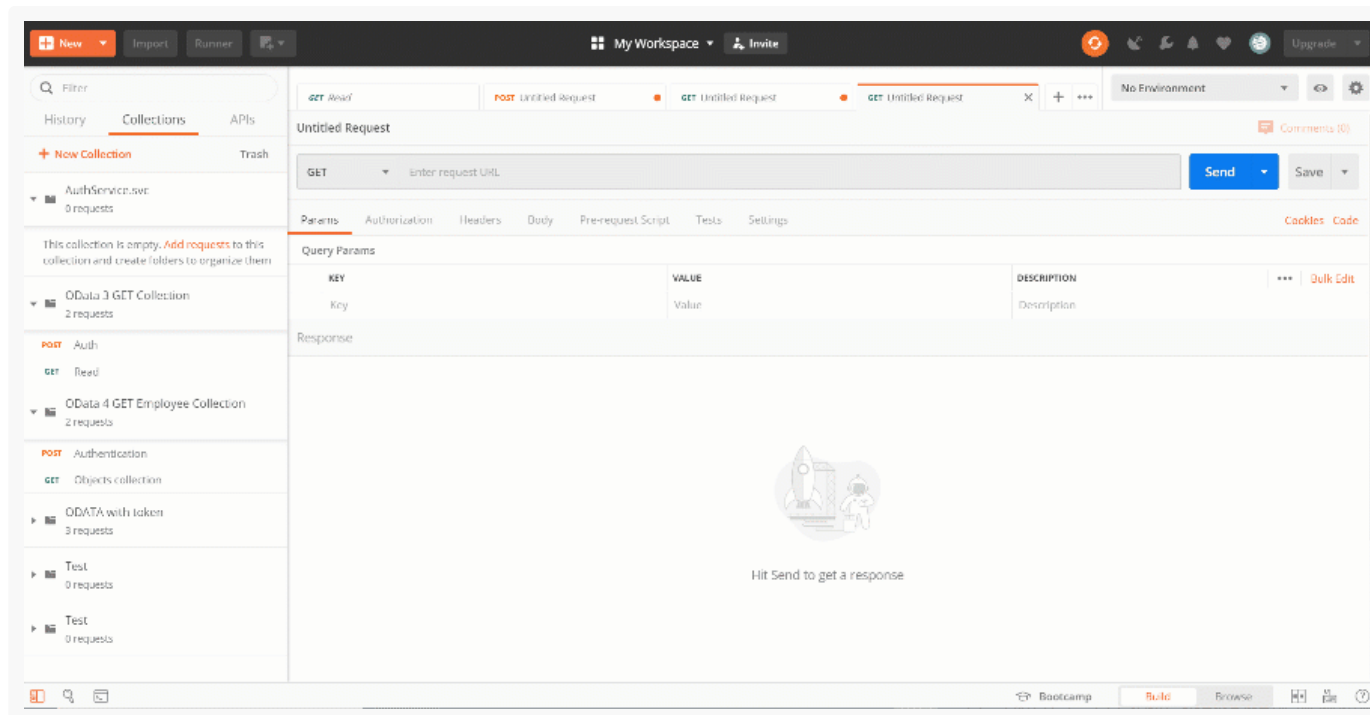 New Import Runner My Workspace Invite Upgrade
Filter
History Collections APIs
+ New Collection Trash
AuthService.svc
0 requests
This collection is empty. Add requests to this
collection and create folders to organize them
OData 3 GET Collection
2 requests
POST Auth
GET Read
OData 4 GET Employee Collection
2 requests
POST Authentication
GET Objects collection
ODATA with token
3 requests
Test
0 requests
Test
0 requests
GET Read POST Untitled Request GET Untitled Request GET Untitled Request No Environment
Untitled Request Comments (0)
GET Enter request URL Send Save
Params Authorization Headers Body Pre-request Script Tests Settings Cookies Code
Query Params
KEY VALUE DESCRIPTION Bulk Edit
Key Value Description
Response
Hit Send to get a response
Bootcamp Build Browse